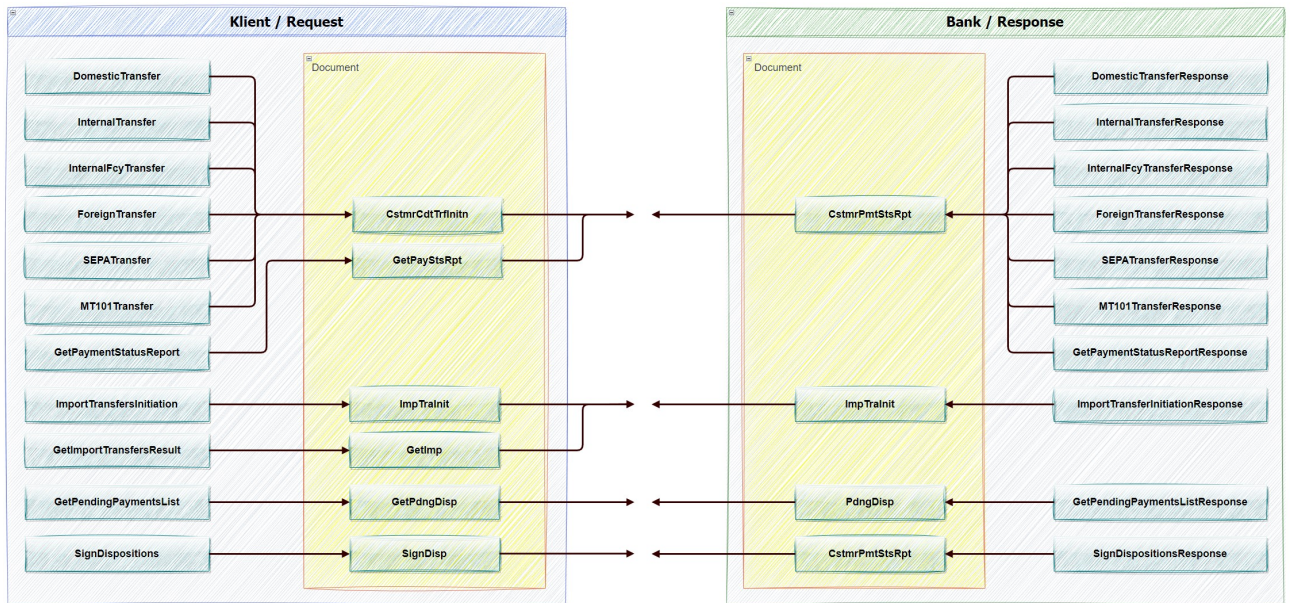 Klient / Request
Document
DomesticTransfer
InternalTransfer
InternalFcyTransfer
ForeignTransfer
SEPATransfer
MT101Transfer
GetPaymentStatusReport
ImportTransfersInitiation
GetImportTransfersResult
GetPendingPaymentsList
SignDispositions
CstmrCdtTrfInitn
GetPayStsRpt
ImpTraInit
GetImp
GetPdngDisp
SignDisp
Bank / Response
Document
CstmrPmtStsRpt
ImpTraInit
PdngDisp
CstmrPmtStsRpt
DomesticTransferResponse
InternalTransferResponse
InternalFcyTransferResponse
ForeignTransferResponse
SEPATransferResponse
MT101TransferResponse
GetPaymentStatusReportResponse
ImportTransferInitiationResponse
GetPendingPaymentsListResponse
SignDispositionsResponse